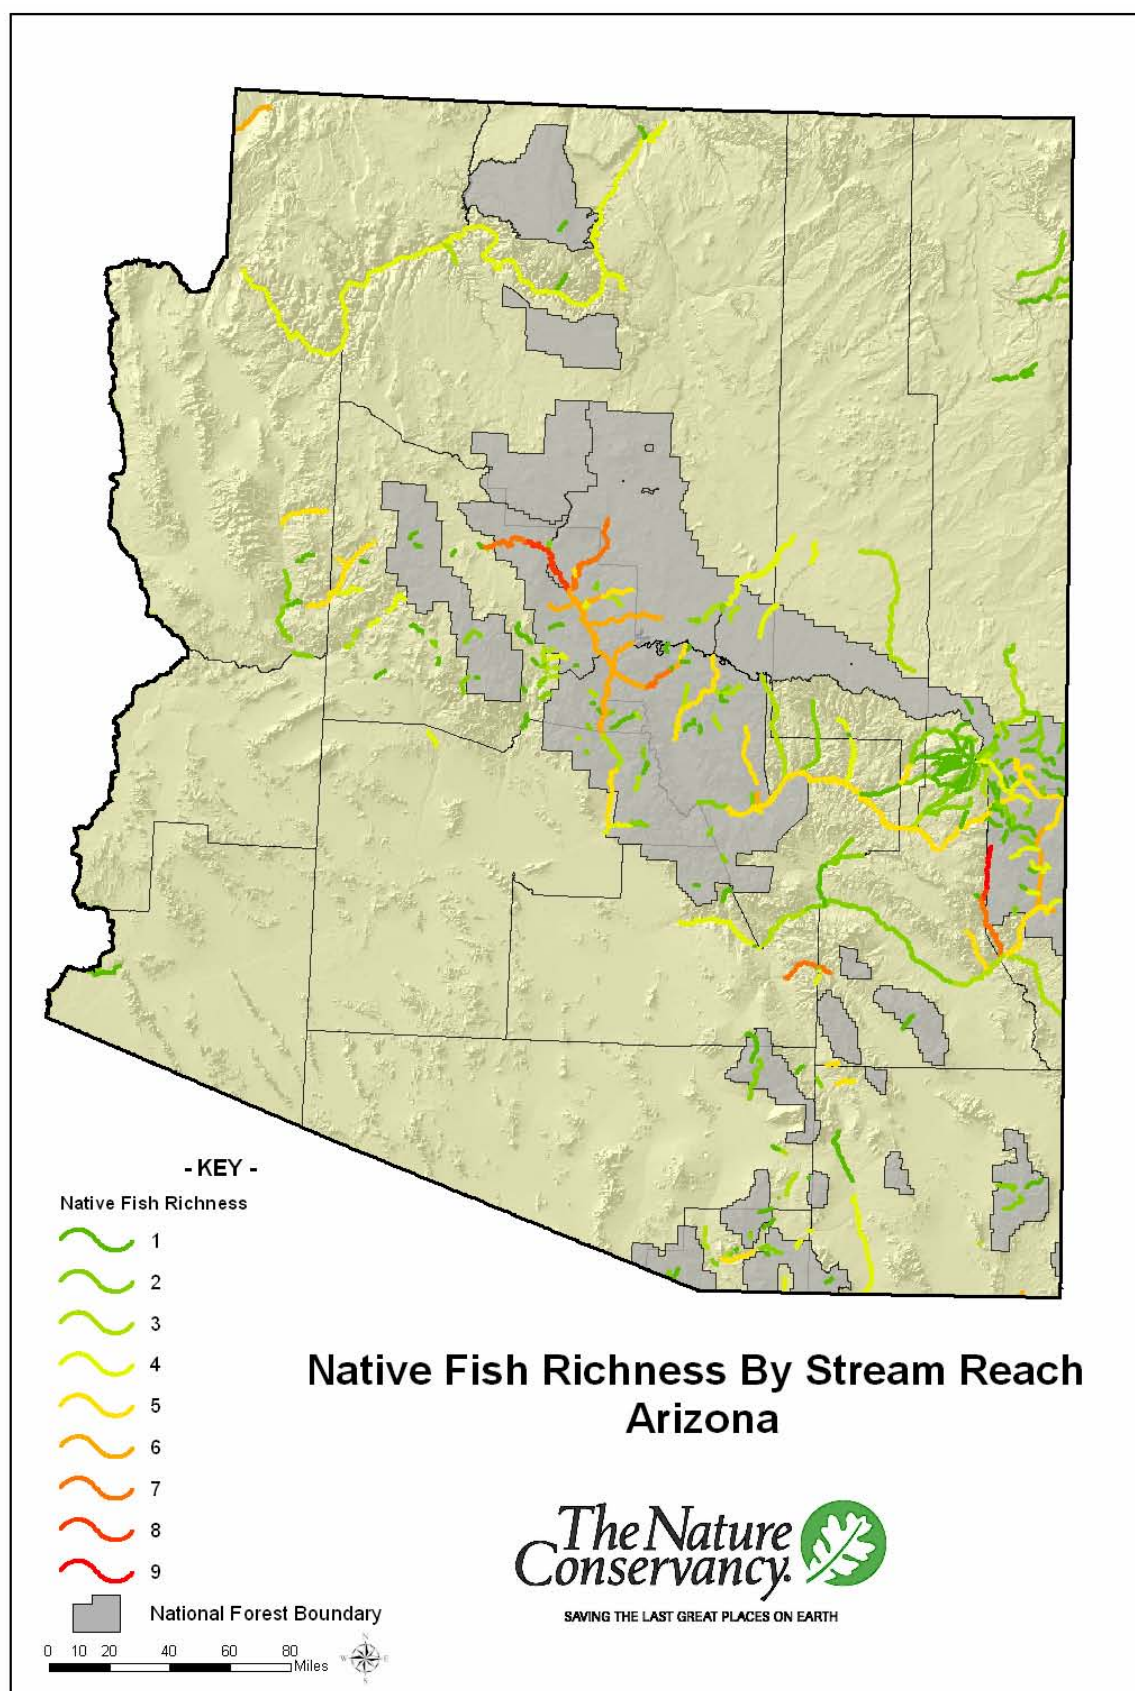 - KEY -
Native Fish Richness
1
2
3
4
5
6
7
8
9
National Forest Boundary
0 10 20 40 60 80
Miles
N
W E
S
Native Fish Richness By Stream Reach
Arizona
The Nature
Conservancy.
SAVING THE LAST GREAT PLACES ON EARTH